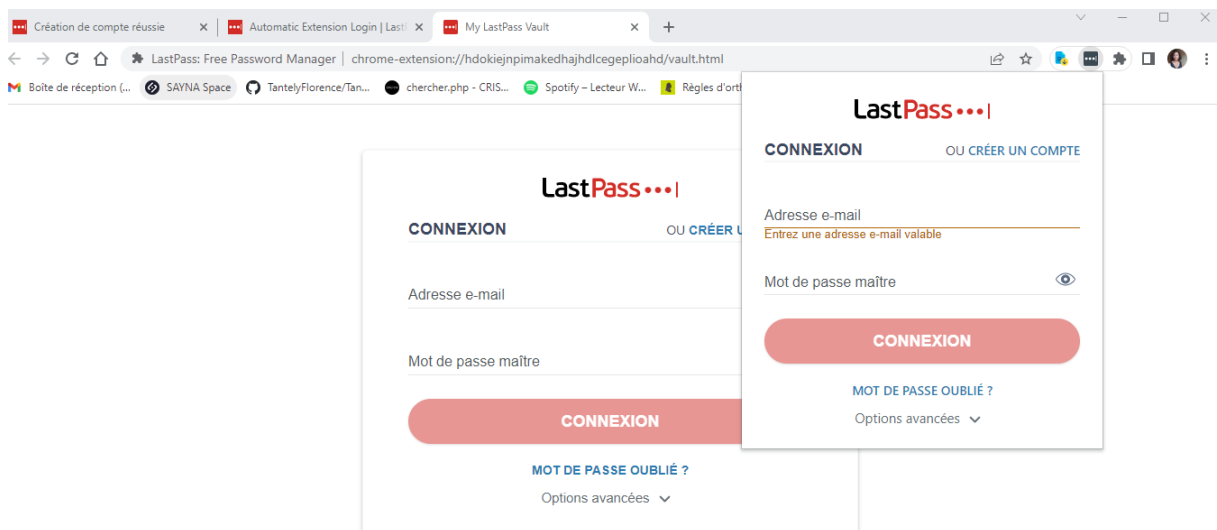 Création de compte réussie
Automatic Extension Login | Last
My LastPass Vault
LastPass: Free Password Manager | chrome-extension://hdokiejnpimakedhajhdlcegeplioahd/vault.html
Boîte de réception (...
SAYNA Space
TantelyFlorence/Tan...
chercher.php - CRIS...
Spotify – Lecteur W...
Règles d'ort
LastPass
CONNEXION
OU CRÉER U
Adresse e-mail
Mot de passe maître
CONNEXION
MOT DE PASSE OUBLIÉ ?
Options avancées
LastPass
CONNEXION
OU CRÉER UN COMPTE
Adresse e-mail
Entrez une adresse e-mail valable
Mot de passe maître
CONNEXION
MOT DE PASSE OUBLIÉ ?
Options avancées